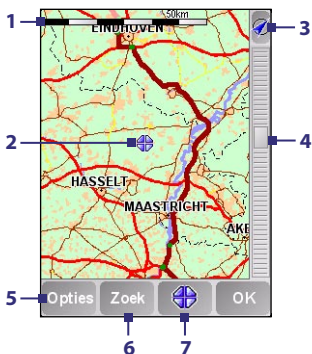 1
50km
3
EINDHOVEN
2
4
HASSELT
MAASTRICHT
AKE
5
Opties
Zoek
OK
6
7